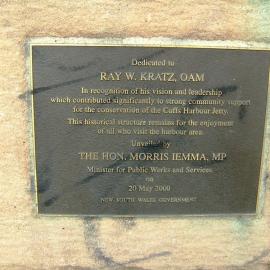 Dedicated to
RAY W. KRATZ, OAM
In recognition of his vision and leadership
which contributed significantly to strong community support
for the conservation of the Coffs Harbour Jetty.
This historical structure remains for the enjoyment
of all who visit the harbour area.
Unveiled by
THE HON. MORRIS IEMMA, MP
Minister for Public Works and Services
on
20 May 2000
NEW SOUTH WALES GOVERNMENT